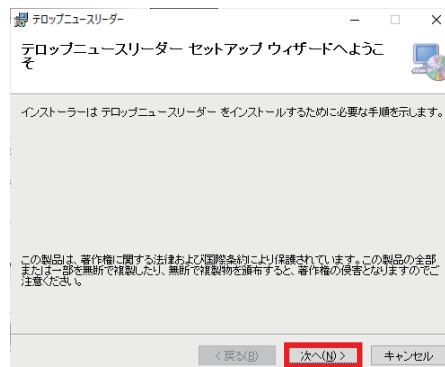 テロップニュースリーダー
テロップニュースリーダー セットアップ ウィザードへようこ
そ
インストーラーは テロップニュースリーダー をインストールするために必要な手順を示します。
この製品は、著作権に関する法律および国際条約により保護されています。この製品の全部
または一部を無断で複製したり、無断で複製物を頒布すると、著作権の侵害となりますのでご
注意ください。
< 戻る(B) 次へ(N) > キャンセル